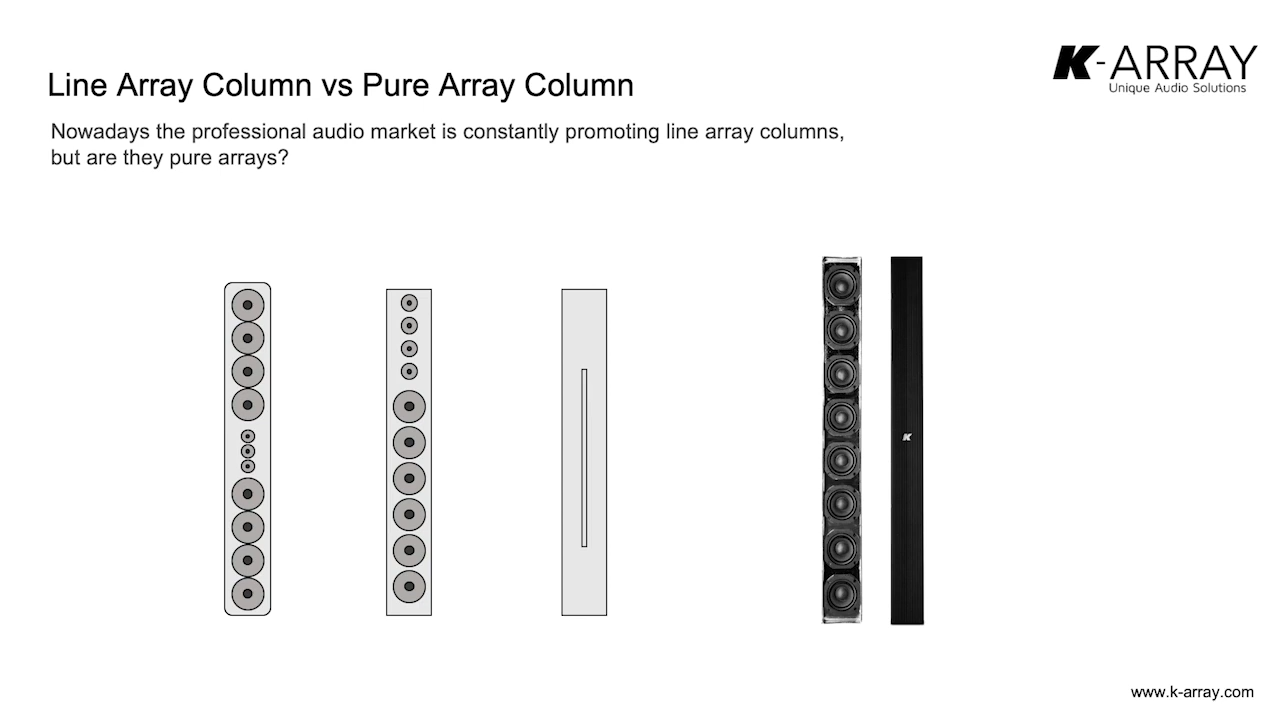 K-ARRAY
Unique Audio Solutions
Line Array Column vs Pure Array Column
Nowadays the professional audio market is constantly promoting line array columns,
but are they pure arrays?
K
www.k-array.com